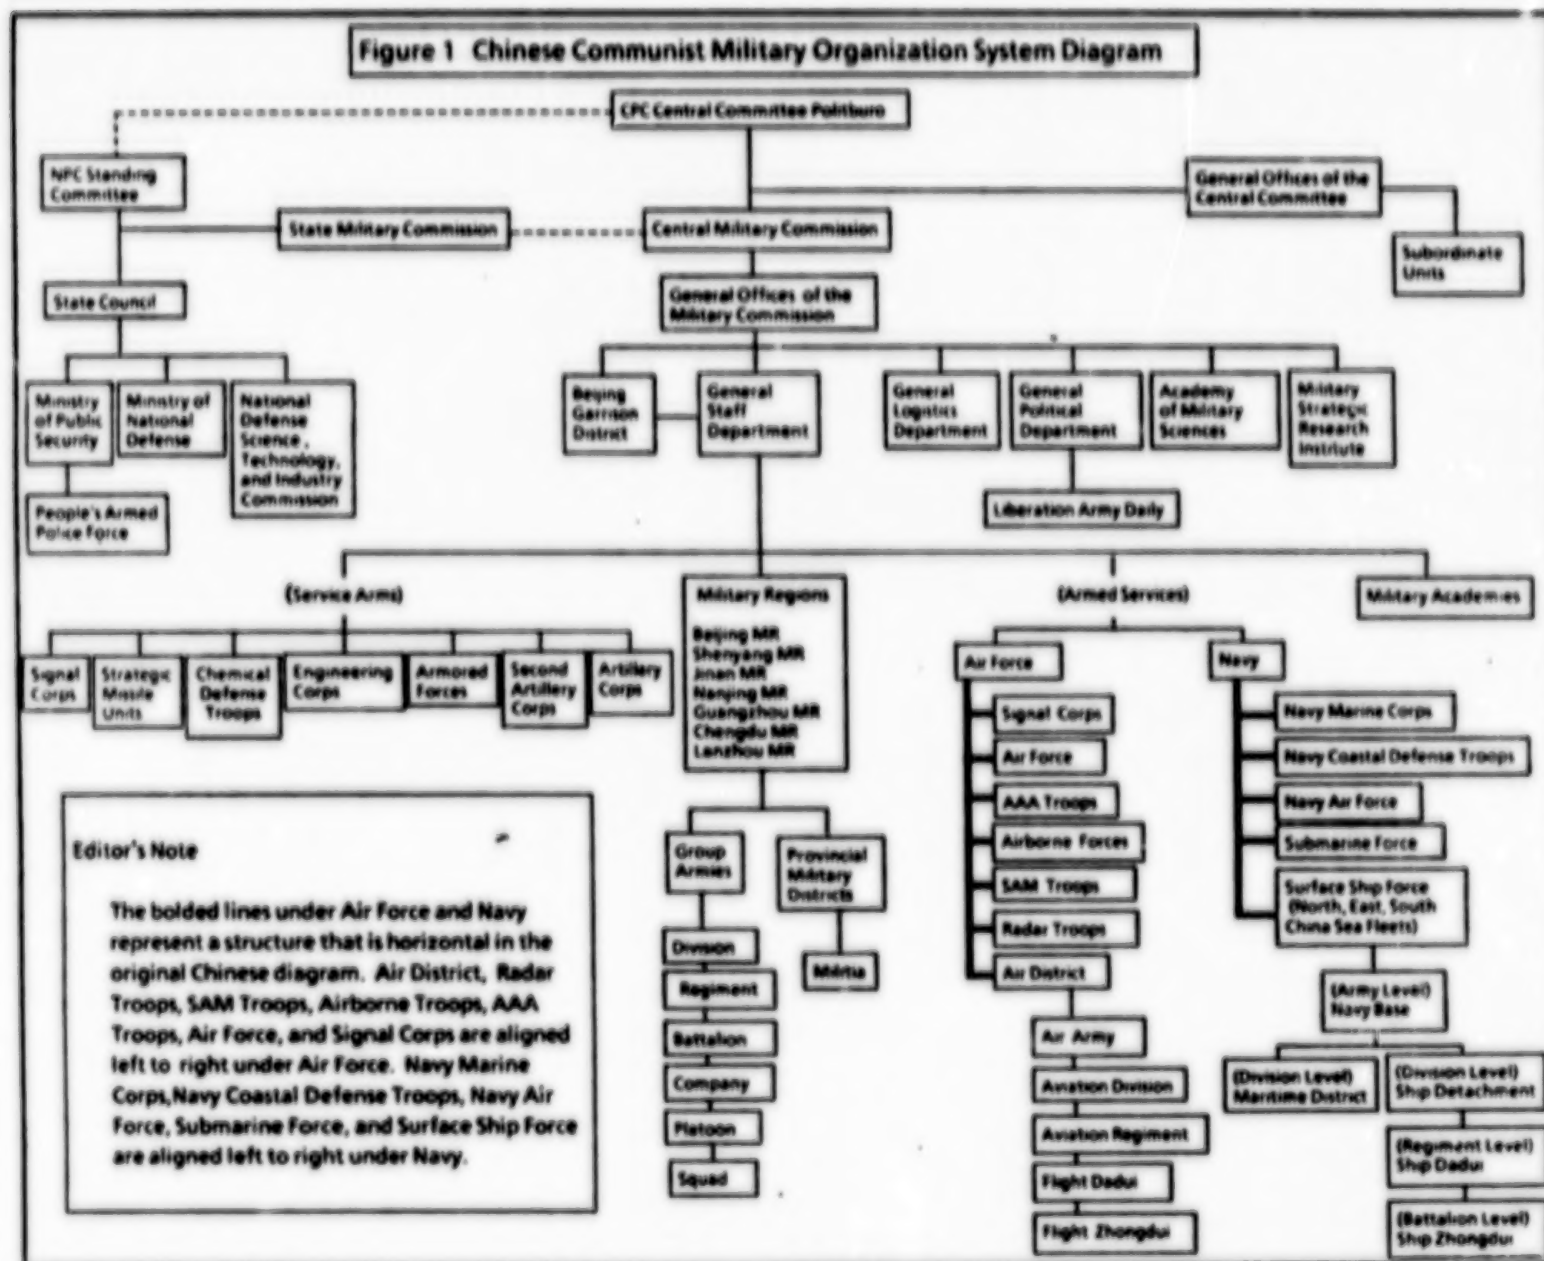 Figure 1 Chinese Communist Military Organization System Diagram
CPC Central Committee Politburo
NPC Standing
Committee
General Offices of the
Central Committee
State Military Commission
Central Military Commission
Subordinate
Units
State Council
General Offices of the
Military Commission
Ministry
of Public
Security
Ministry of
National
Defense
National
Defense
Science,
Technology,
and Industry
Commission
Beijing
Garrison
District
General
Staff
Department
General
Logistics
Department
General
Political
Department
Academy
of Military
Sciences
Military
Strategic
Research
Institute
People's Armed
Police Force
Liberation Army Daily
(Service Arms)
Military Regions
Beijing MR
Shenyang MR
Jinan MR
Nanjing MR
Guangzhou MR
Chengdu MR
Lanzhou MR
(Armed Services)
Military Academies
Signal
Corps
Strategic
Missile
Units
Chemical
Defense
Troops
Engineering
Corps
Armored
Forces
Second
Artillery
Corps
Artillery
Corps
Air Force
Signal Corps
Air Force
AAA Troops
Airborne Forces
SAM Troops
Radar Troops
Air District
Air Army
Aviation Division
Aviation Regiment
Flight Dadui
Flight Zhongdui
Navy
Navy Marine Corps
Navy Coastal Defense Troops
Navy Air Force
Submarine Force
Surface Ship Force
(North, East, South
China Sea Fleets)
(Army Level)
Navy Base
(Division Level)
Maritime District
(Division Level)
Ship Detachment
(Regiment Level)
Ship Dadui
(Battalion Level)
Ship Zhongdui
Group
Armies
Provincial
Military
Districts
Division
Regiment
Battalion
Company
Platoon
Squad
Militia
Editor's Note
The bolded lines under Air Force and Navy
represent a structure that is horizontal in the
original Chinese diagram. Air District, Radar
Troops, SAM Troops, Airborne Troops, AAA
Troops, Air Force, and Signal Corps are aligned
left to right under Air Force. Navy Marine
Corps,Navy Coastal Defense Troops, Navy Air
Force, Submarine Force, and Surface Ship Force
are aligned left to right under Navy.